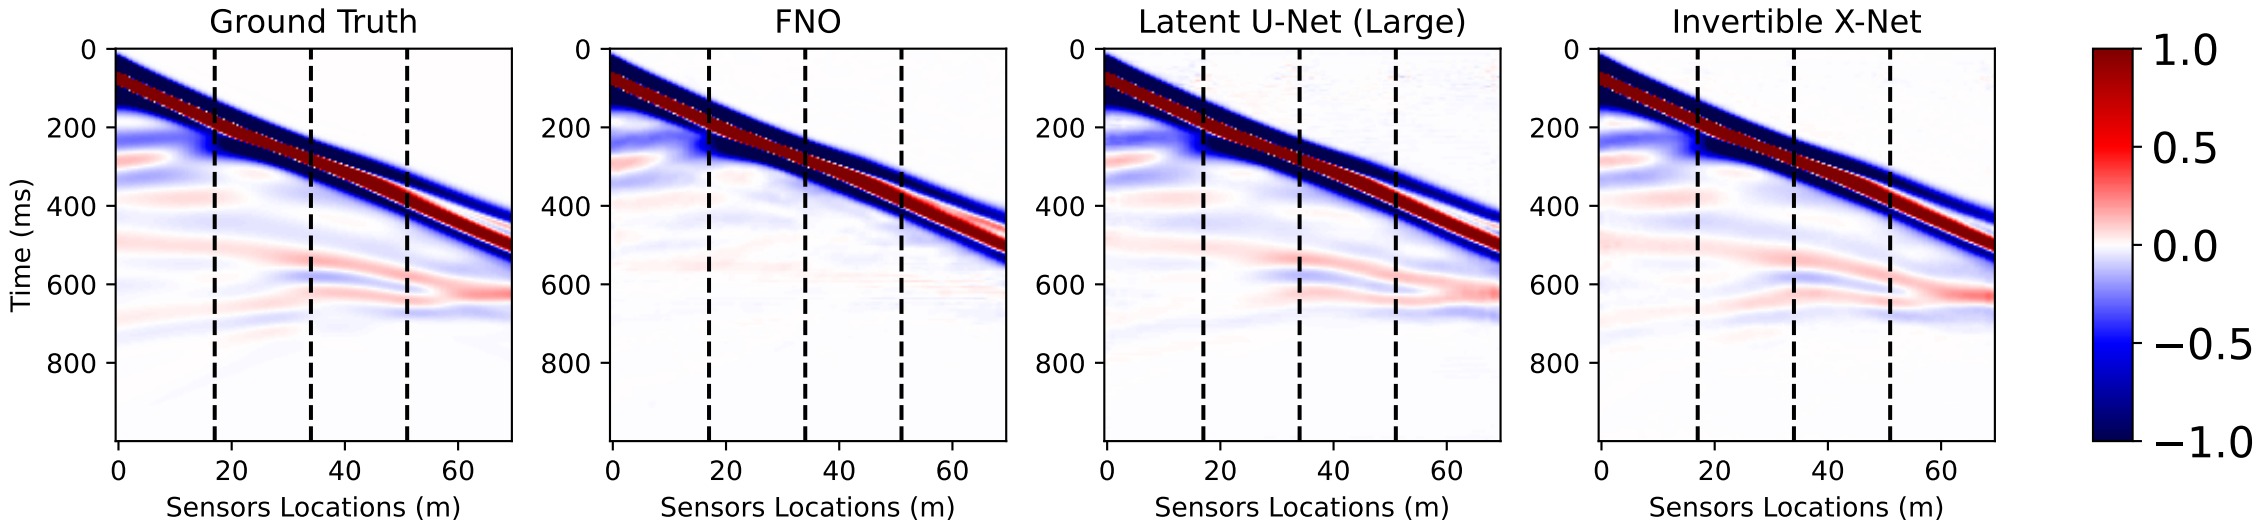 Ground Truth
FNO
Latent U-Net (Large)
Invertible X-Net
0
200
400
600
800
Time (ms)
0 20 40 60
Sensors Locations (m)
0
200
400
600
800
0 20 40 60
Sensors Locations (m)
0
200
400
600
800
0 20 40 60
Sensors Locations (m)
0
200
400
600
800
0 20 40 60
Sensors Locations (m)
1.0
0.5
0.0
−0.5
−1.0